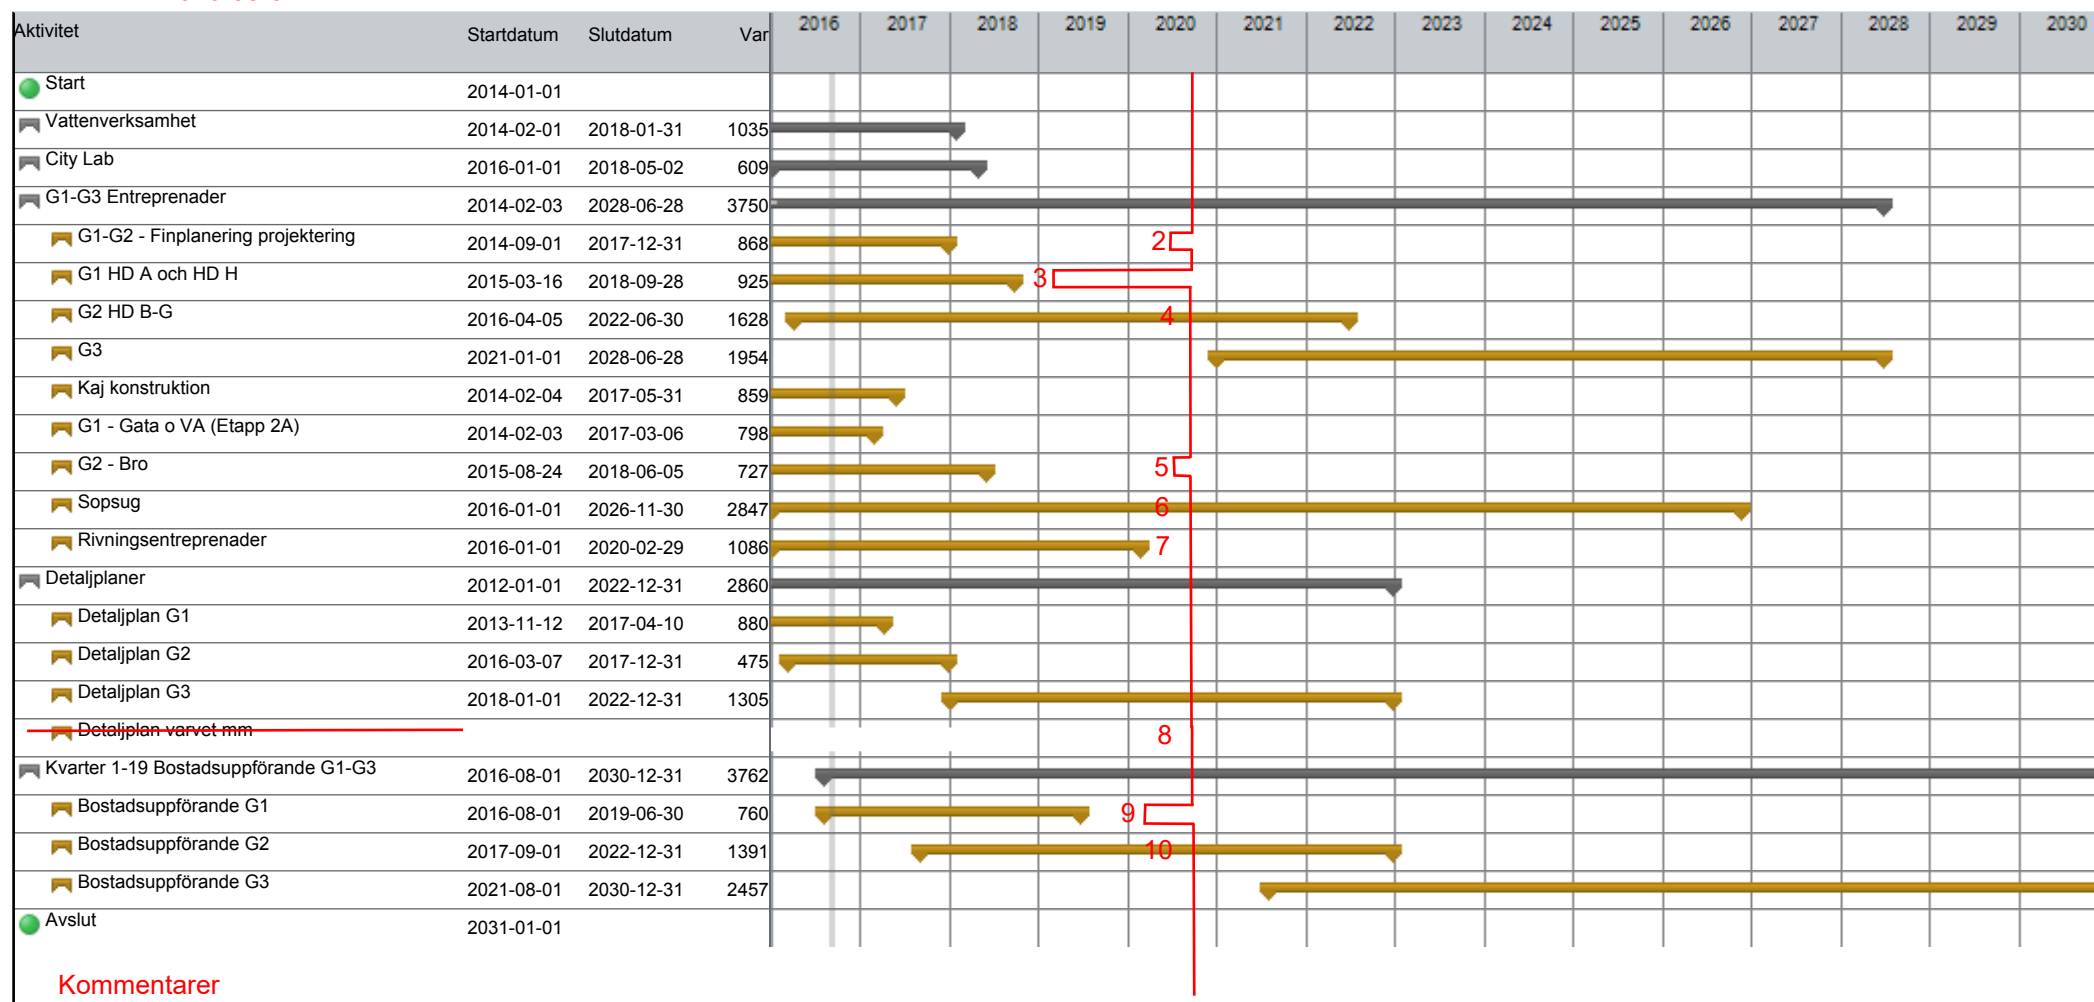 Aktivitet Startdatum Slutdatum Var 2016 2017 2018 2019 2020 2021 2022 2023 2024 2025 2026 2027 2028 2029 2030
Start 2014-01-01
Vattenverksamhet 2014-02-01 2018-01-31 1035
City Lab 2016-01-01 2018-05-02 609
G1-G3 Entreprenader 2014-02-03 2028-06-28 3750
G1-G2 - Finplanering projektering 2014-09-01 2017-12-31 868 2
G1 HD A och HD H 2015-03-16 2018-09-28 925 3
G2 HD B-G 2016-04-05 2022-06-30 1628 4
G3 2021-01-01 2028-06-28 1954
Kaj konstruktion 2014-02-04 2017-05-31 859
G1 - Gata o VA (Etapp 2A) 2014-02-03 2017-03-06 798
G2 - Bro 2015-08-24 2018-06-05 727 5
Sopsug 2016-01-01 2026-11-30 2847 6
Rivningsentreprenader 2016-01-01 2020-02-29 1086 7
Detaljplaner 2012-01-01 2022-12-31 2860
Detaljplan G1 2013-11-12 2017-04-10 880
Detaljplan G2 2016-03-07 2017-12-31 475
Detaljplan G3 2018-01-01 2022-12-31 1305
Detaljplan varvet mm 8
Kvarter 1-19 Bostadsuppförande G1-G3 2016-08-01 2030-12-31 3762
Bostadsuppförande G1 2016-08-01 2019-06-30 760 9
Bostadsuppförande G2 2017-09-01 2022-12-31 1391 10
Bostadsuppförande G3 2021-08-01 2030-12-31 2457
Avslut 2031-01-01
Kommentarer